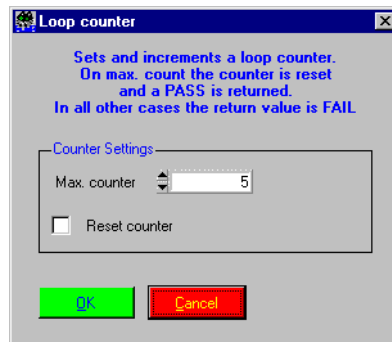 Loop counter
Sets and increments a loop counter.
On max. count the counter is reset
and a PASS is returned.
In all other cases the return value is FAIL
Counter Settings
Max. counter 5
Reset counter
OK Cancel